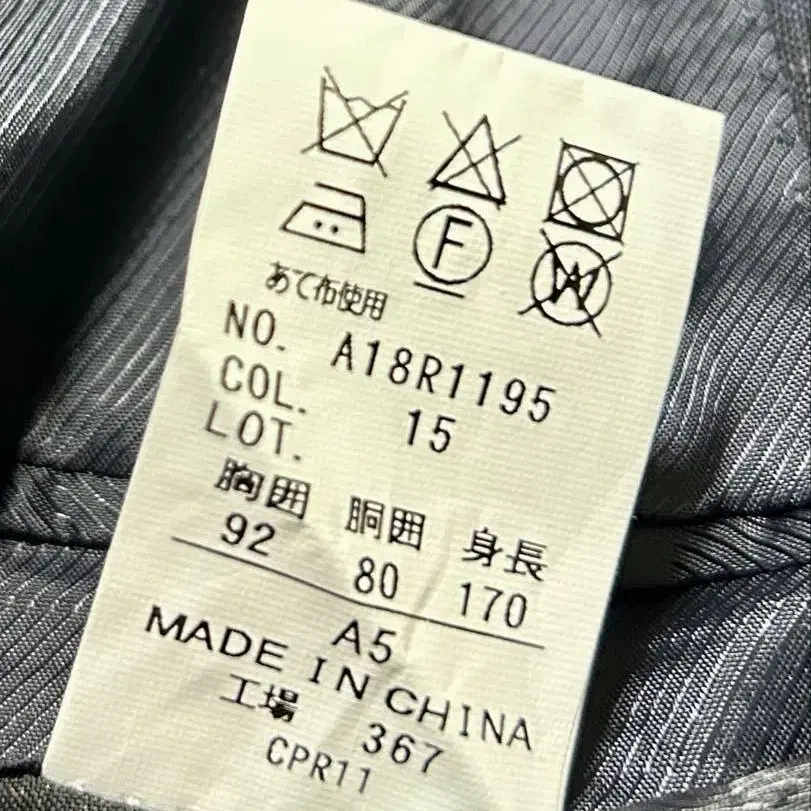 F W
あて布使用
NO. A18R1195
COL. 15
LOT.
胸囲 胴囲 身長
92 80 170
A5
MADE IN CHINA
工場 367
CPR11